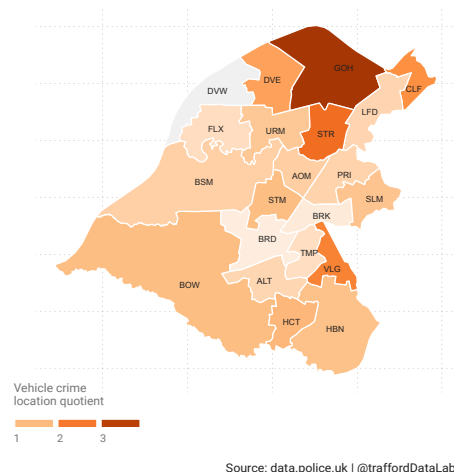 GOH
DVE
CLF
DVW
LFD
FLX
URM
STR
AOM
PRI
BSM
STM
SLM
BRK
BRD
TMP
VLG
ALT
BOW
HCT
HBN
Vehicle crime
location quotient
1 2 3
Source: data.police.uk | @traffordDataLab